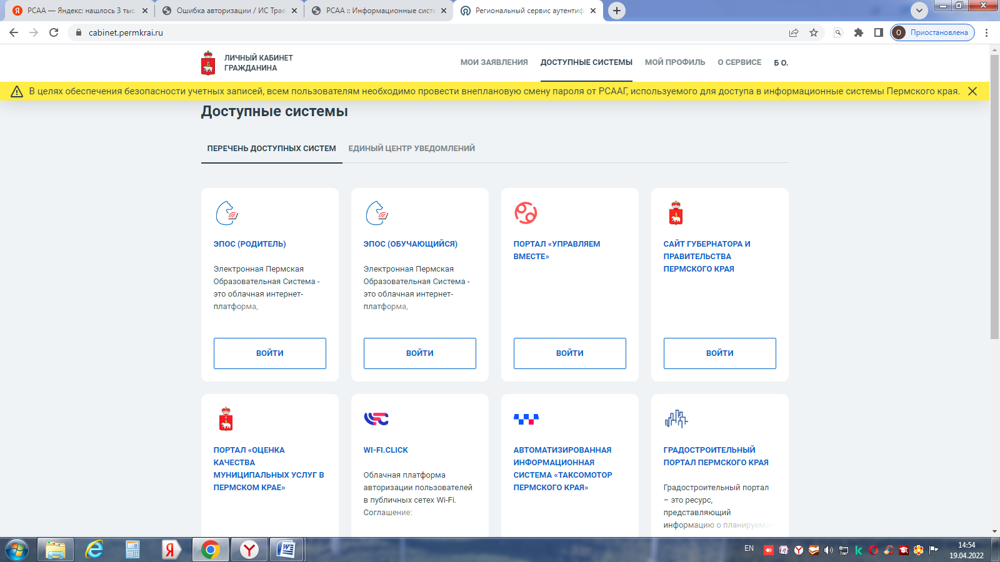 РСАА — Яндекс: нашлось 3 тыс.
Ошибка авторизации / ИС Трае
РСАА :: Информационные систе
Региональный сервис аутентиф
cabinet.permkrai.ru
О
Приостановлена
ЛИЧНЫЙ КАБИНЕТ
ГРАЖДАНИНА
МОИ ЗАЯВЛЕНИЯ
ДОСТУПНЫЕ СИСТЕМЫ
МОЙ ПРОФИЛЬ
О СЕРВИСЕ
Б О.
В целях обеспечения безопасности учетных записей, всем пользователям необходимо провести внеплановую смену пароля от РСААГ, используемого для доступа в информационные системы Пермского края.
Доступные системы
ПЕРЕЧЕНЬ ДОСТУПНЫХ СИСТЕМ
ЕДИНЫЙ ЦЕНТР УВЕДОМЛЕНИЙ
ЭПОС (РОДИТЕЛЬ)
Электронная Пермская
Образовательная Система -
это облачная интернет-
платформа,
ВОЙТИ
ЭПОС (ОБУЧАЮЩИЙСЯ)
Электронная Пермская
Образовательная Система -
это облачная интернет-
платформа,
ВОЙТИ
ПОРТАЛ «УПРАВЛЯЕМ
ВМЕСТЕ»
ВОЙТИ
САЙТ ГУБЕРНАТОРА И
ПРАВИТЕЛЬСТВА
ПЕРМСКОГО КРАЯ
ВОЙТИ
ПОРТАЛ «ОЦЕНКА
КАЧЕСТВА
МУНИЦИПАЛЬНЫХ УСЛУГ В
ПЕРМСКОМ КРАЕ»
WI-FI.CLICK
Облачная платформа
авторизации пользователей
в публичных сетех Wi-Fi.
Соглашение:
АВТОМАТИЗИРОВАННАЯ
ИНФОРМАЦИОННАЯ
СИСТЕМА «ТАКСОМОТОР
ПЕРМСКОГО КРАЯ»
ГРАДОСТРОИТЕЛЬНЫЙ
ПОРТАЛ ПЕРМСКОГО КРАЯ
Градостроительный портал
– это ресурс,
представляющий
информацию о планируемом
EN
14:54
19.04.2022